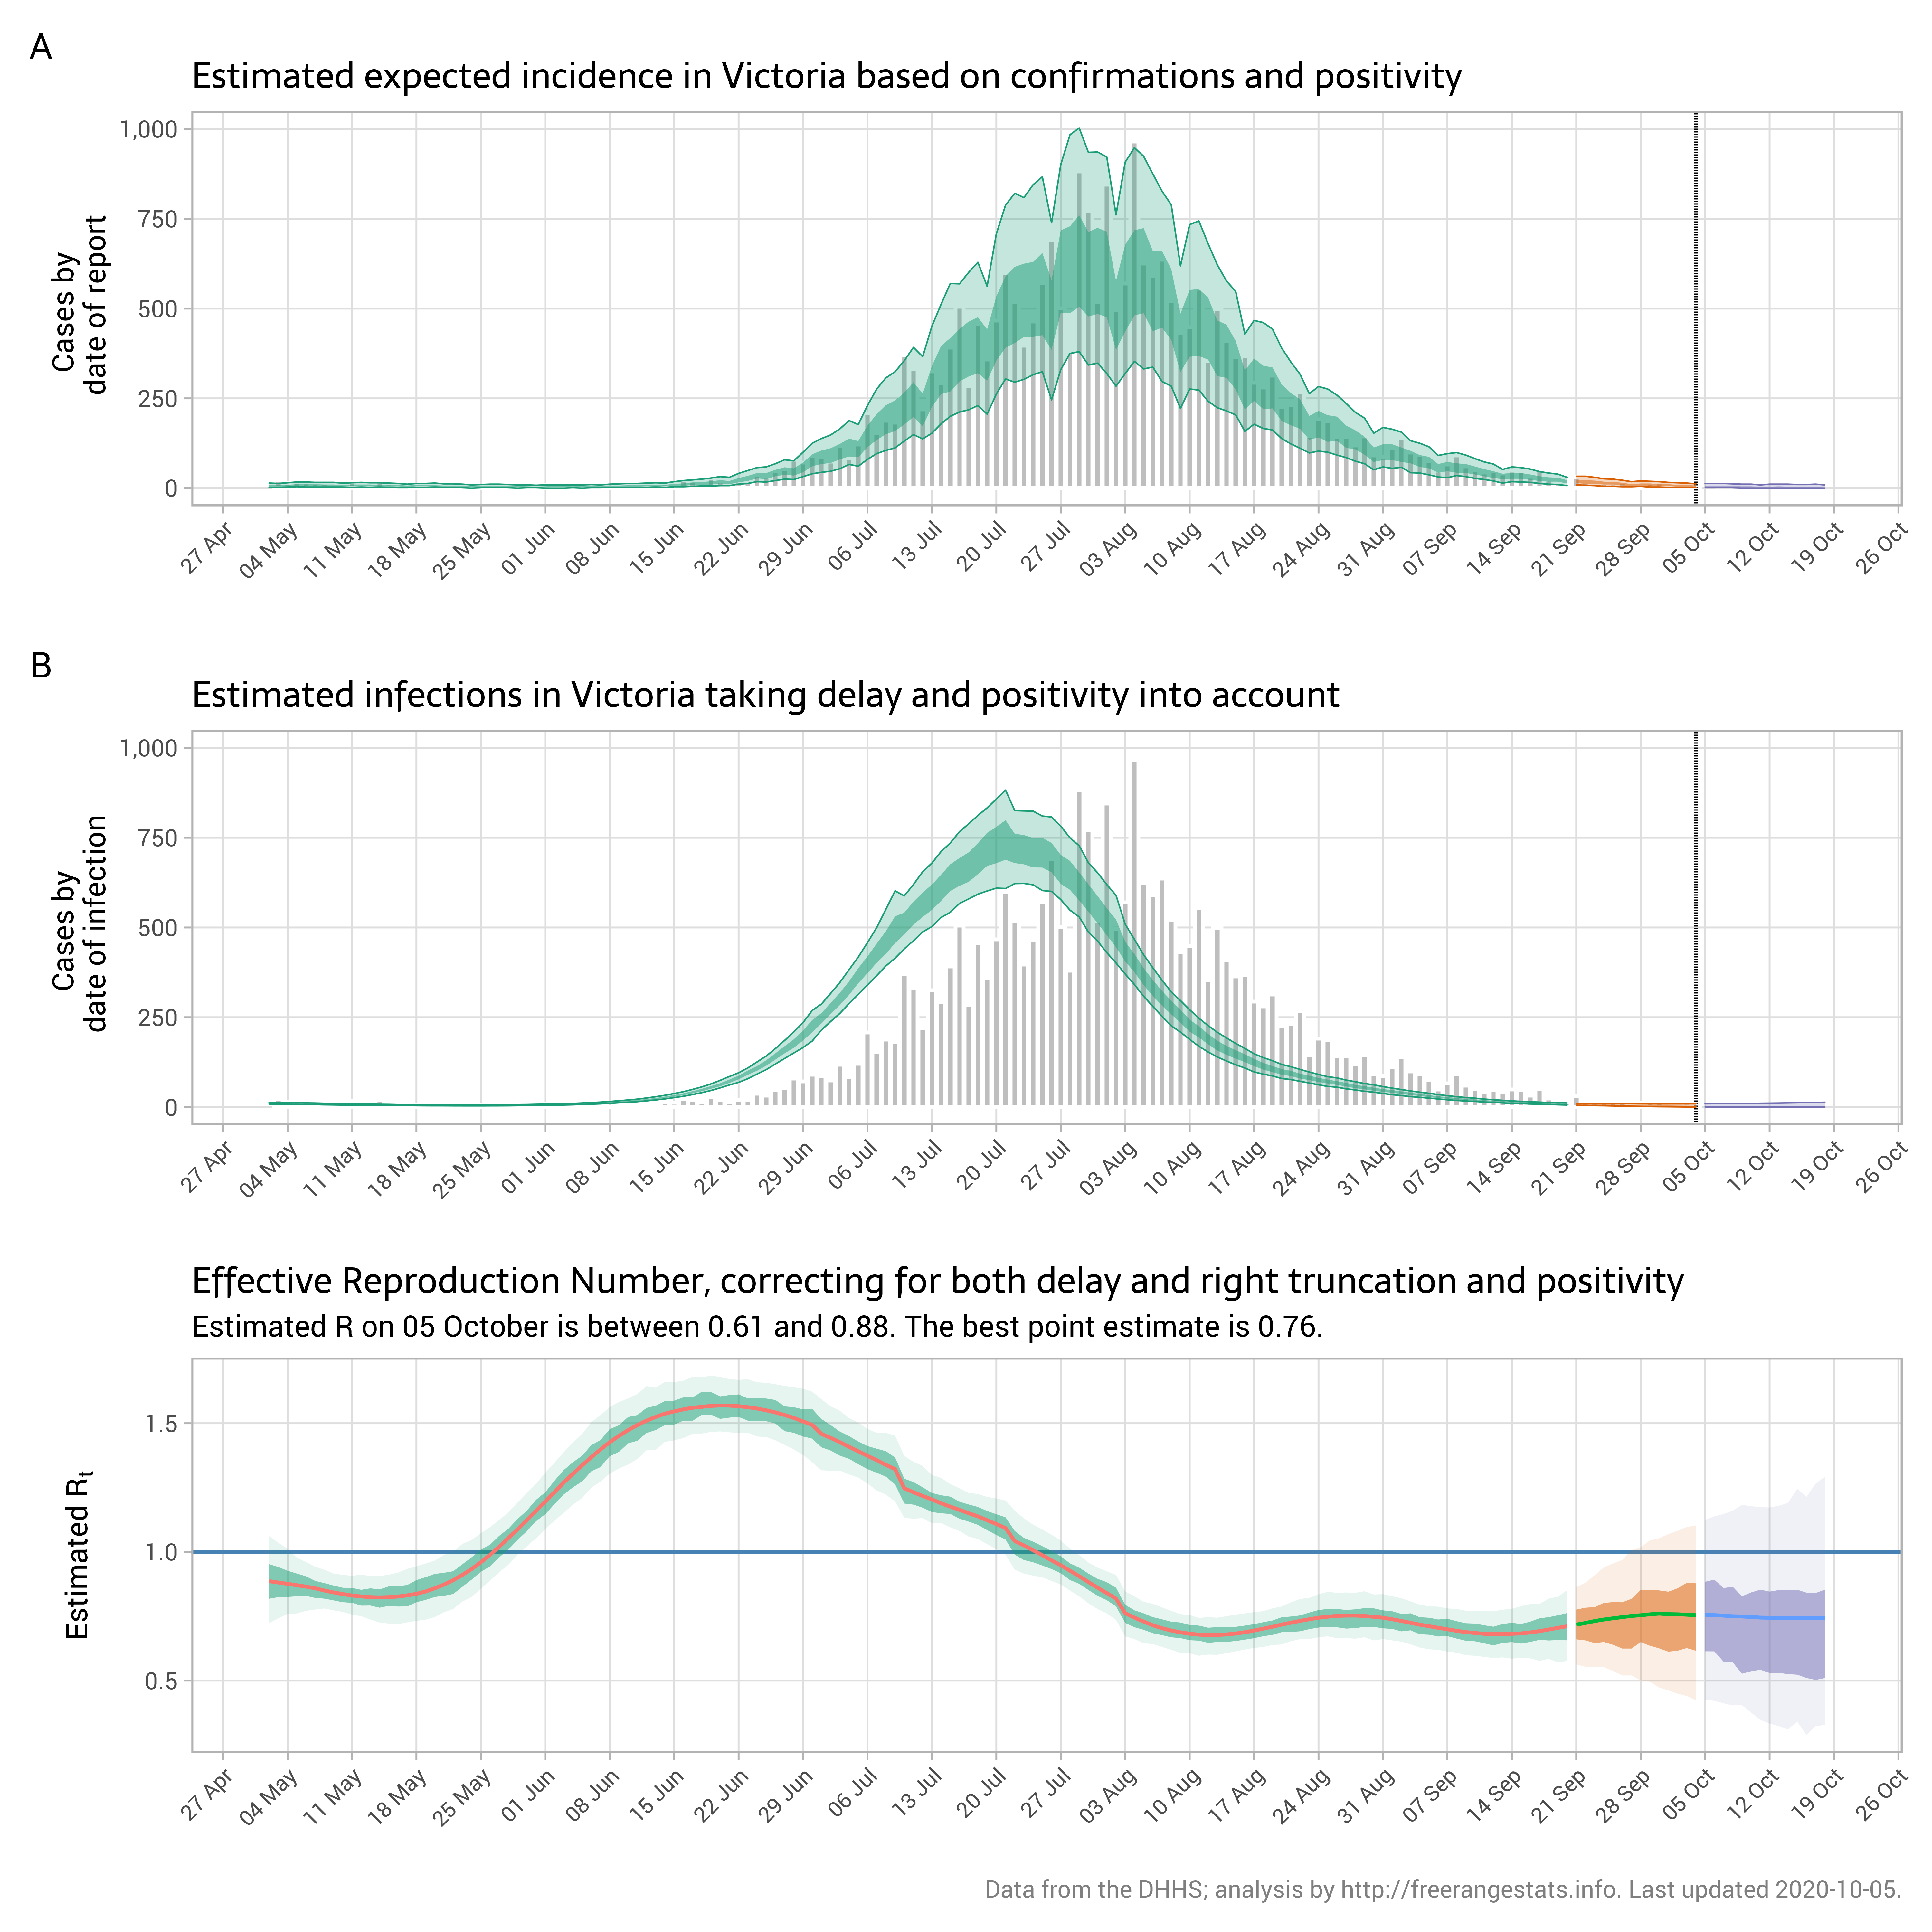 A
Estimated expected incidence in Victoria based on confirmations and positivity
Cases by
date of report
1,000
750
500
250
0
27 Apr
04 May
11 May
18 May
25 May
01 Jun
08 Jun
15 Jun
22 Jun
29 Jun
06 Jul
13 Jul
20 Jul
27 Jul
03 Aug
10 Aug
17 Aug
24 Aug
31 Aug
07 Sep
14 Sep
21 Sep
28 Sep
05 Oct
12 Oct
19 Oct
26 Oct
B
Estimated infections in Victoria taking delay and positivity into account
Cases by
date of infection
1,000
750
500
250
0
27 Apr
04 May
11 May
18 May
25 May
01 Jun
08 Jun
15 Jun
22 Jun
29 Jun
06 Jul
13 Jul
20 Jul
27 Jul
03 Aug
10 Aug
17 Aug
24 Aug
31 Aug
07 Sep
14 Sep
21 Sep
28 Sep
05 Oct
12 Oct
19 Oct
26 Oct
Effective Reproduction Number, correcting for both delay and right truncation and positivity
Estimated R on 05 October is between 0.61 and 0.88. The best point estimate is 0.76.
Estimated Rt
1.5
1.0
0.5
27 Apr
04 May
11 May
18 May
25 May
01 Jun
08 Jun
15 Jun
22 Jun
29 Jun
06 Jul
13 Jul
20 Jul
27 Jul
03 Aug
10 Aug
17 Aug
24 Aug
31 Aug
07 Sep
14 Sep
21 Sep
28 Sep
05 Oct
12 Oct
19 Oct
26 Oct
Data from the DHHS; analysis by http://freerangestats.info. Last updated 2020-10-05.